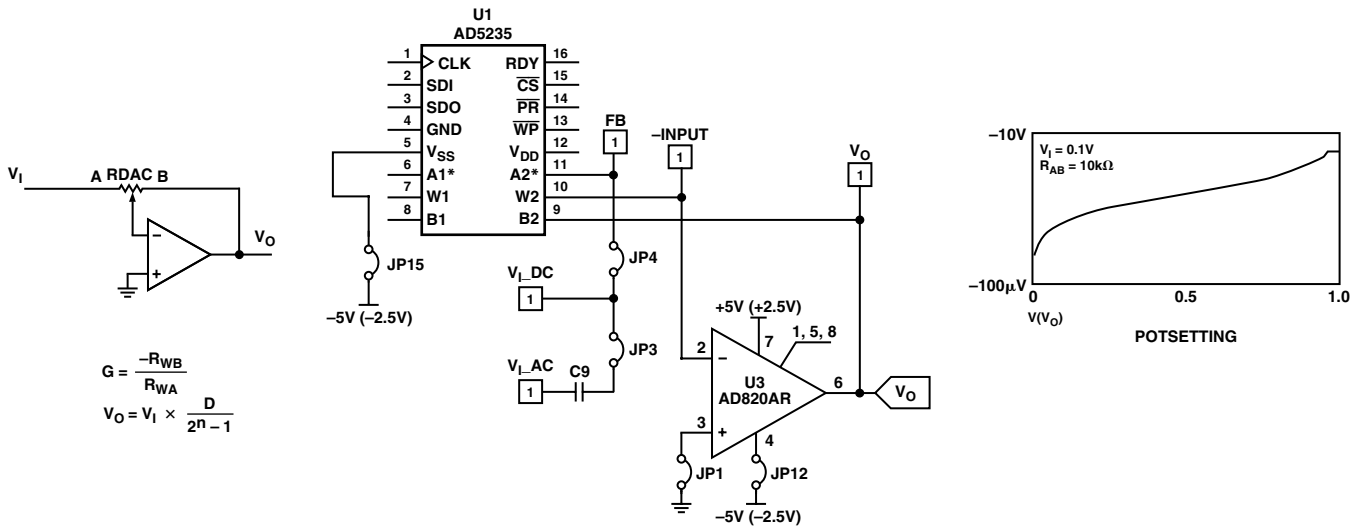 V_I
A RDAC B
–
+
V_O
G = –R_WB / R_WA
V_O = V_I × D / 2^n – 1
U1
AD5235
1 CLK
2 SDI
3 SDO
4 GND
5 V_SS
6 A1*
7 W1
8 B1
RDY 16
C̅S̅ 15
P̅R̅ 14
W̅P̅ 13
V_DD 12
A2* 11
W2 10
B2 9
JP15
–5V (–2.5V)
FB
1
–INPUT
1
V_O
1
JP4
V_I_DC
1
JP3
V_I_AC
1
C9
+5V (+2.5V)
7
1, 5, 8
2
–
U3
AD820AR
6
V_O
3
+
4
JP1
JP12
–5V (–2.5V)
–10V
V_I = 0.1V
R_AB = 10kΩ
–100μV
0
0.5
1.0
V(V_O)
POTSETTING